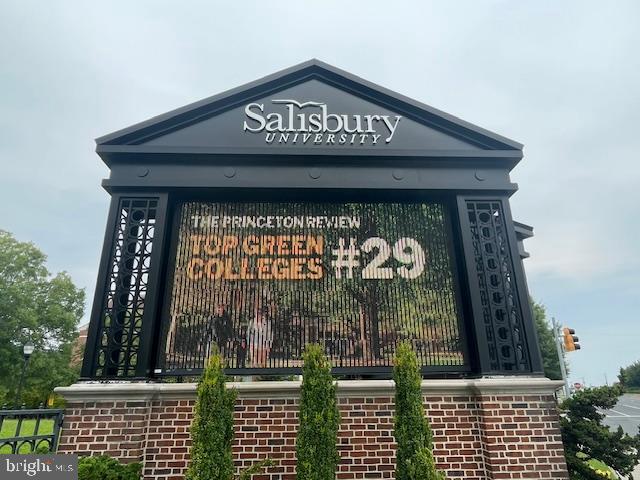 Salisbury
UNIVERSITY
THE PRINCETON REVIEW
TOP GREEN
COLLEGES
#29
bright MLS